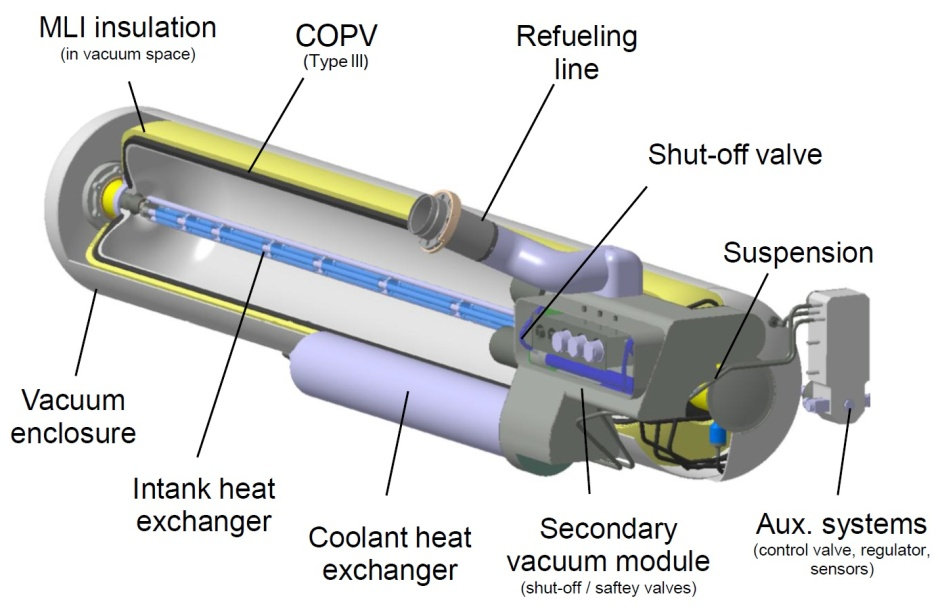 MLI insulation
(in vacuum space)
COPV
(Type III)
Refueling
line
Shut-off valve
Suspension
Vacuum
enclosure
Intank heat
exchanger
Coolant heat
exchanger
Secondary
vacuum module
(shut-off / saftey valves)
Aux. systems
(control valve, regulator,
sensors)